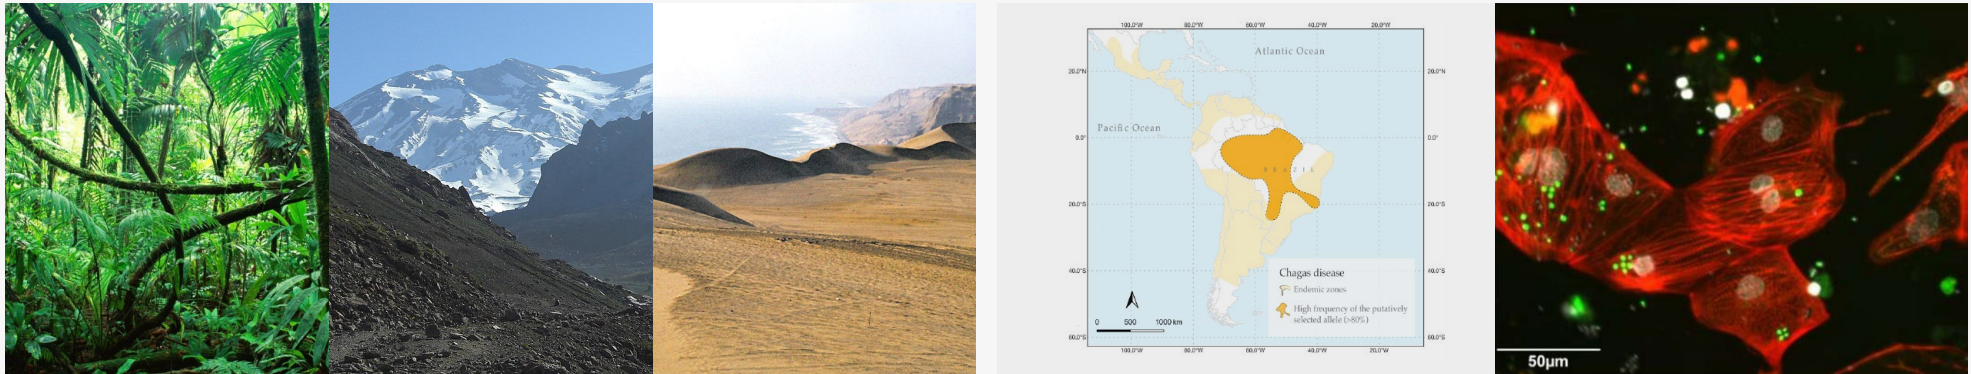 100.0°W 80.0°W 60.0°W 40.0°W 20.0°W
Atlantic Ocean
20.0°N 20.0°N
Pacific Ocean
0.0° 0.0°
BRAZIL
20.0°S 20.0°S
40.0°S 40.0°S
Chagas disease
Endemic zones
High frequency of the putatively
selected allele (>80%)
0 500 1000 km
60.0°S 60.0°S
100.0°W 80.0°W 60.0°W 40.0°W 20.0°W
50µm